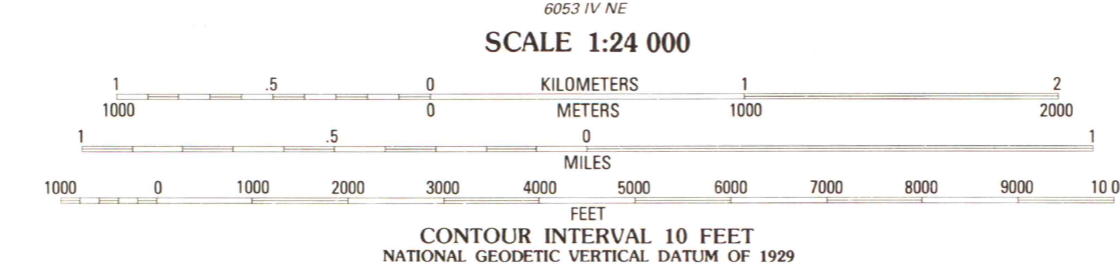 6053 IV NE
SCALE 1:24 000
1 .5 0 KILOMETERS 1 2
1000 0 METERS 1000 2000
1 .5 0 1
MILES
1000 0 1000 2000 3000 4000 5000 6000 7000 8000 9000 10 0
FEET
CONTOUR INTERVAL 10 FEET
NATIONAL GEODETIC VERTICAL DATUM OF 1929